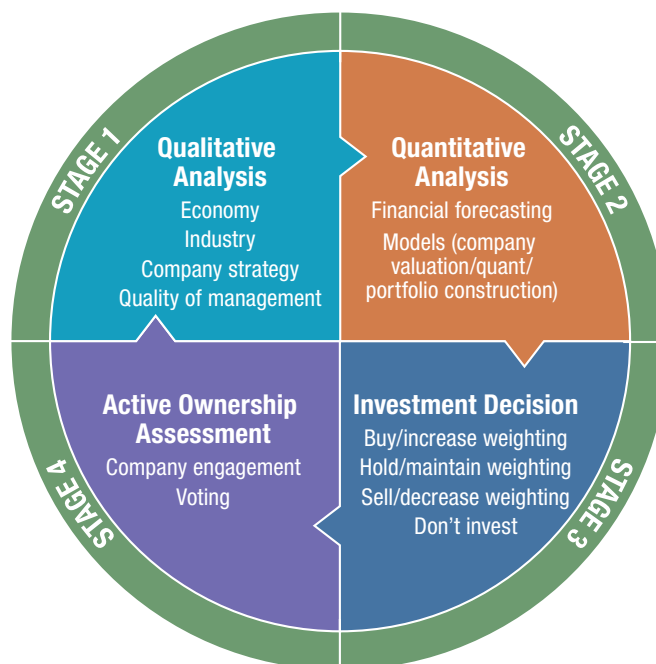 STAGE 1
Qualitative
Analysis
Economy
Industry
Company strategy
Quality of management
STAGE 2
Quantitative
Analysis
Financial forecasting
Models (company
valuation/quant/
portfolio construction)
STAGE 3
Investment Decision
Buy/increase weighting
Hold/maintain weighting
Sell/decrease weighting
Don’t invest
STAGE 4
Active Ownership
Assessment
Company engagement
Voting